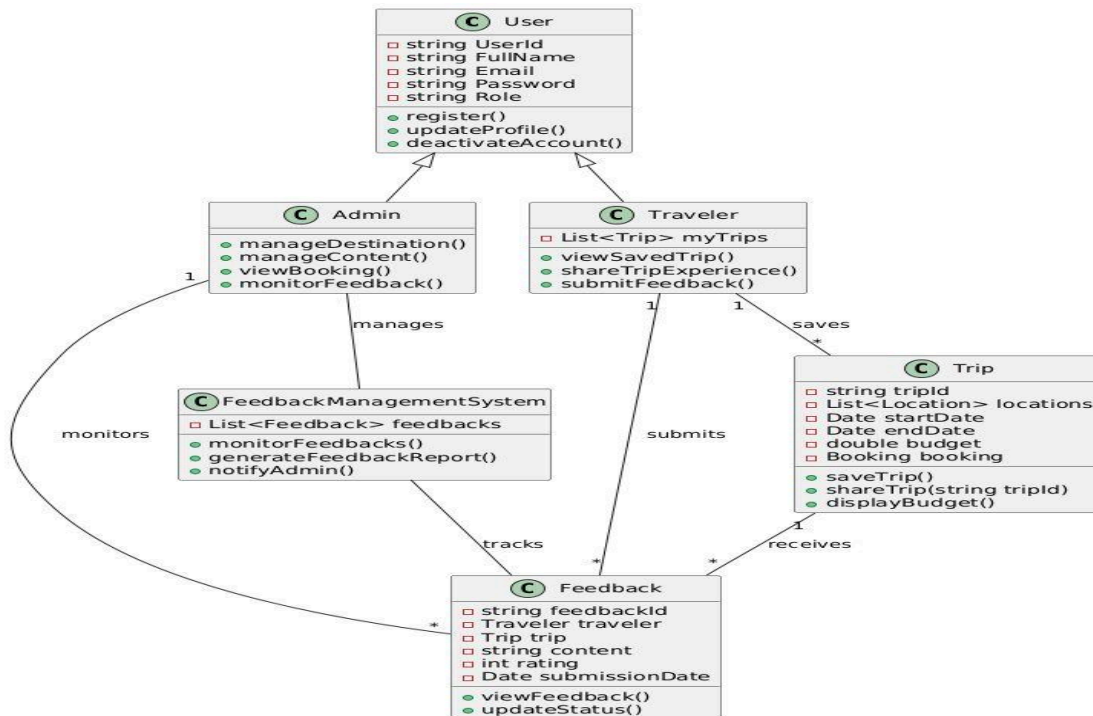 C User
string UserId
string FullName
string Email
string Password
string Role
register()
updateProfile()
deactivateAccount()
C Admin
manageDestination()
manageContent()
viewBooking()
monitorFeedback()
C Traveler
List<Trip> myTrips
viewSavedTrip()
shareTripExperience()
submitFeedback()
1
manages
1
1
saves
*
C Trip
string tripId
List<Location> locations
Date startDate
Date endDate
double budget
Booking booking
saveTrip()
shareTrip(string tripId)
displayBudget()
C FeedbackManagementSystem
List<Feedback> feedbacks
monitorFeedbacks()
generateFeedbackReport()
notifyAdmin()
monitors
submits
1
tracks
receives
*
*
*
C Feedback
string feedbackId
Traveler traveler
Trip trip
string content
int rating
Date submissionDate
viewFeedback()
updateStatus()